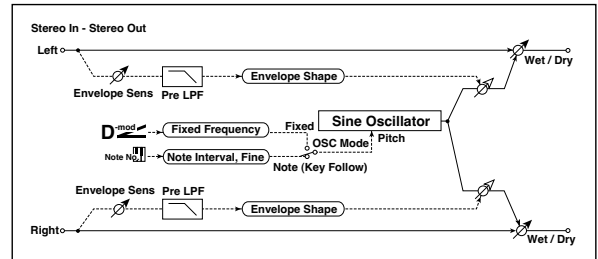 Stereo In - Stereo Out
Left
Wet / Dry
Envelope Sens
Pre LPF
Envelope Shape
D-mod
Fixed Frequency
Fixed
Sine Oscillator
OSC Mode
Pitch
Note No.
Note Interval, Fine
Note (Key Follow)
Envelope Sens
Pre LPF
Envelope Shape
Right
Wet / Dry